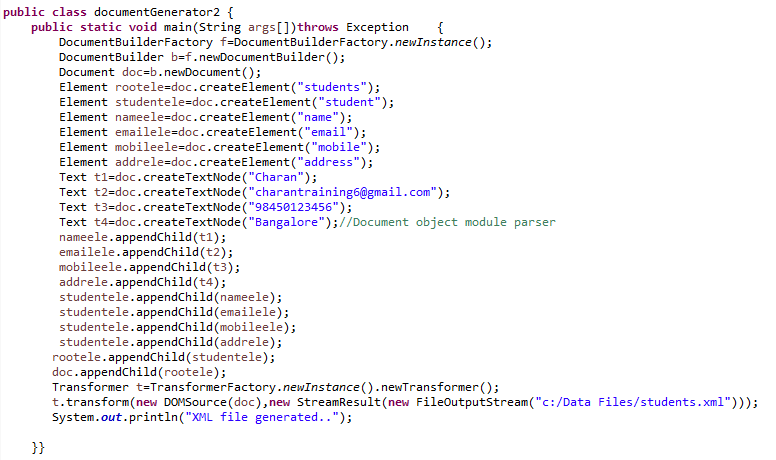 public class documentGenerator2 {
public static void main(String args[])throws Exception {
DocumentBuilderFactory f=DocumentBuilderFactory.newInstance();
DocumentBuilder b=f.newDocumentBuilder();
Document doc=b.newDocument();
Element rootele=doc.createElement("students");
Element studentele=doc.createElement("student");
Element nameele=doc.createElement("name");
Element emailele=doc.createElement("email");
Element mobileele=doc.createElement("mobile");
Element addrele=doc.createElement("address");
Text t1=doc.createTextNode("Charan");
Text t2=doc.createTextNode("charantraining6@gmail.com");
Text t3=doc.createTextNode("98450123456");
Text t4=doc.createTextNode("Bangalore");//Document object module parser
nameele.appendChild(t1);
emailele.appendChild(t2);
mobileele.appendChild(t3);
addrele.appendChild(t4);
studentele.appendChild(nameele);
studentele.appendChild(emailele);
studentele.appendChild(mobileele);
studentele.appendChild(addrele);
rootele.appendChild(studentele);
doc.appendChild(rootele);
Transformer t=TransformerFactory.newInstance().newTransformer();
t.transform(new DOMSource(doc),new StreamResult(new FileOutputStream("c:/Data Files/students.xml")));
System.out.println("XML file generated..");
}}